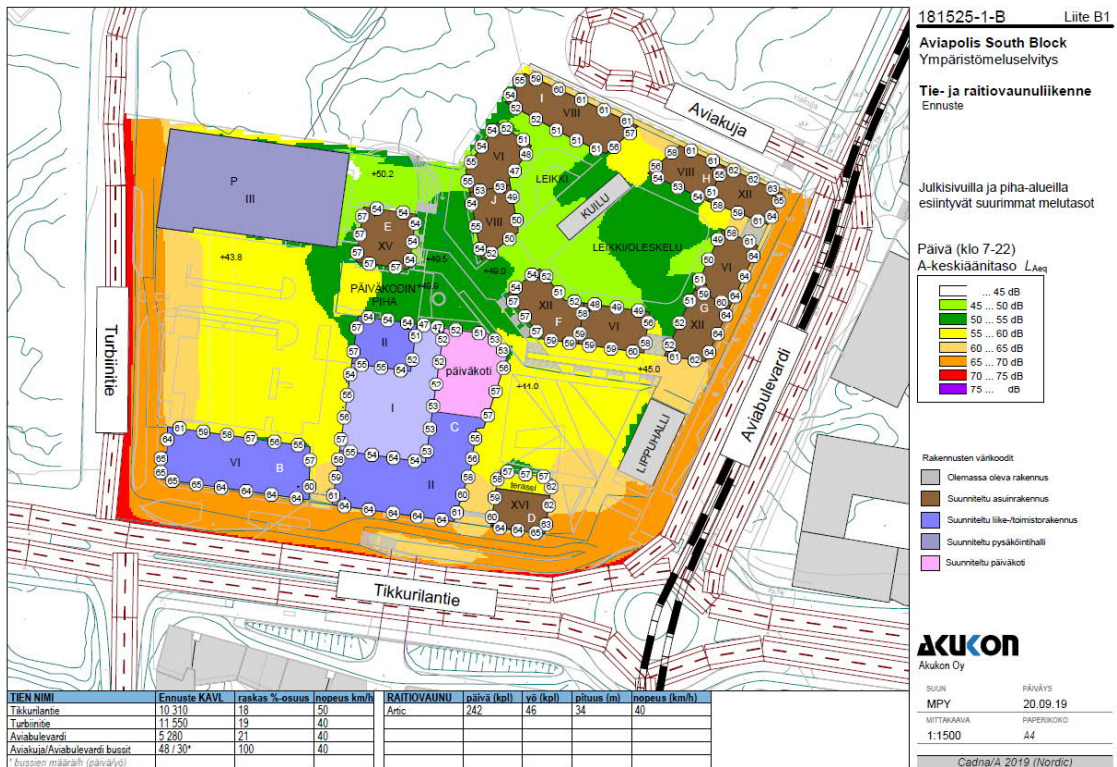 181525-1-B Liite B1
Aviapolis South Block
Ympäristömeluselvitys
Tie- ja raitiovaunuliikenne
Ennuste
Julkisivuilla ja piha-alueilla
esiintyvät suurimmat melutasot
Päivä (klo 7-22)
A-keskiäänitaso LAeq
... 45 dB
45 ... 50 dB
50 ... 55 dB
55 ... 60 dB
60 ... 65 dB
65 ... 70 dB
70 ... 75 dB
75 ... dB
Rakennusten värikoodit
Olemassa oleva rakennus
Suunniteltu asuinrakennus
Suunniteltu liike-/toimistorakennus
Suunniteltu pysäköintihalli
Suunniteltu päiväkoti
AKUKON
Akukon Oy
SUUN PÄIVÄYS
MPY 20.09.19
MITTAKAAVA PAPERIKOKO
1:1500 A4
Cadna/A 2019 (Nordic)
Aviakuja
Turbiinitie
Aviabulevardi
Tikkurilantie
P
III
+50.2
+43.8
E
XV
+49.5
+49.0
PÄIVÄKODIN
PIHA
I
VIII
VI
J
VIII
LEIKKI
KUILU
LEIKKI/OLESKELU
VIII
H
XII
VI
G
XII
XII
F
VI
+45.0
+44.0
LIPPUHALLI
II
päiväkoti
I
C
II
VI
B
terassi
XVI
D
TIEN NIMI Ennuste KAVL raskas %-osuus nopeus km/h
Tikkurilantie 10 310 18 50
Turbiinitie 11 550 19 40
Aviabulevardi 5 280 21 40
Aviakuja/Aviabulevardi bussit 48 / 30* 100 40
* bussien määrä/h (päivä/yö)
RAITIOVAUNU päivä (kpl) yö (kpl) pituus (m) nopeus (km/h)
Artic 242 46 34 40